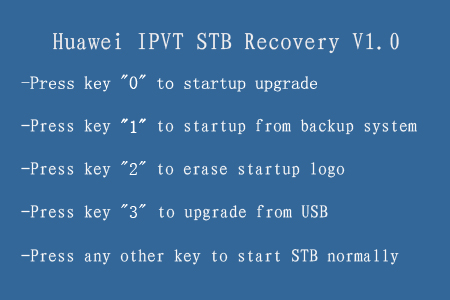 Huawei IPVT STB Recovery V1.0
-Press key "0" to startup upgrade
-Press key "1" to startup from backup system
-Press key "2" to erase startup logo
-Press key "3" to upgrade from USB
-Press any other key to start STB normally